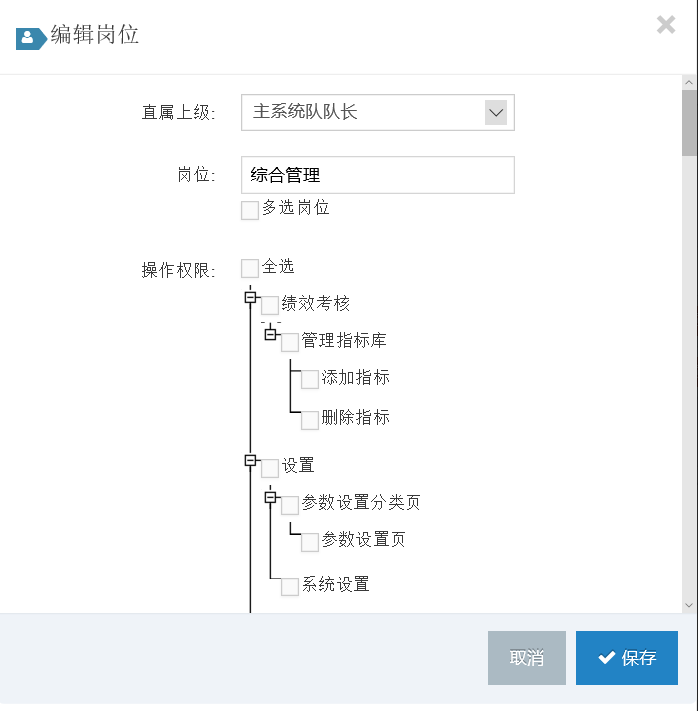 编辑岗位
直属上级: 主系统队队长
岗位: 综合管理
多选岗位
操作权限: 全选
绩效考核
管理指标库
添加指标
删除指标
设置
参数设置分类页
参数设置页
系统设置
取消 保存